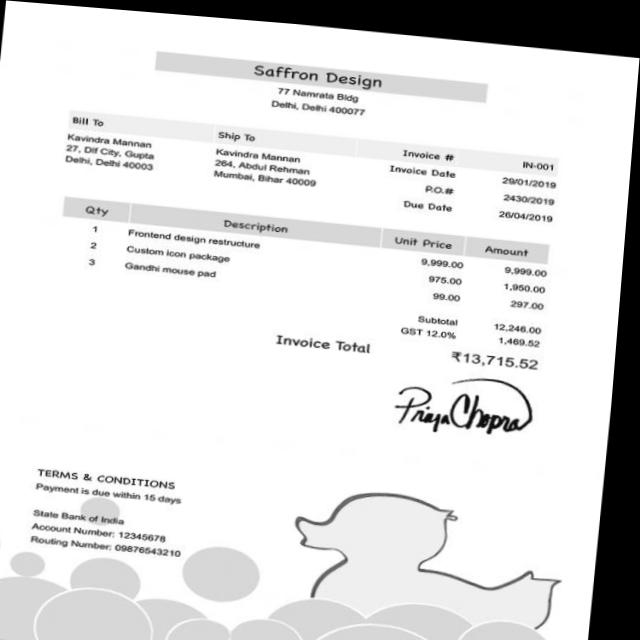 Saffron Design
77 Namrata Bldg
Delhi, Delhi 400077
Bill To
Kavindra Mannan
27, Dlf City, Gupta
Delhi, Delhi 40003
Ship To
Kavindra Mannan
264, Abdul Rehman
Mumbai, Bihar 40009
Invoice # IN-001
Invoice Date 29/01/2019
P.O.# 2430/2019
Due Date 26/04/2019
Qty Description Unit Price Amount
1 Frontend design restructure 9,999.00 9,999.00
2 Custom icon package 975.00 1,950.00
3 Gandhi mouse pad 99.00 297.00
Subtotal 12,246.00
GST 12.0% 1,469.52
Invoice Total ₹13,715.52
Priya Chopra
TERMS & CONDITIONS
Payment is due within 15 days
State Bank of India
Account Number: 12345678
Routing Number: 09876543210